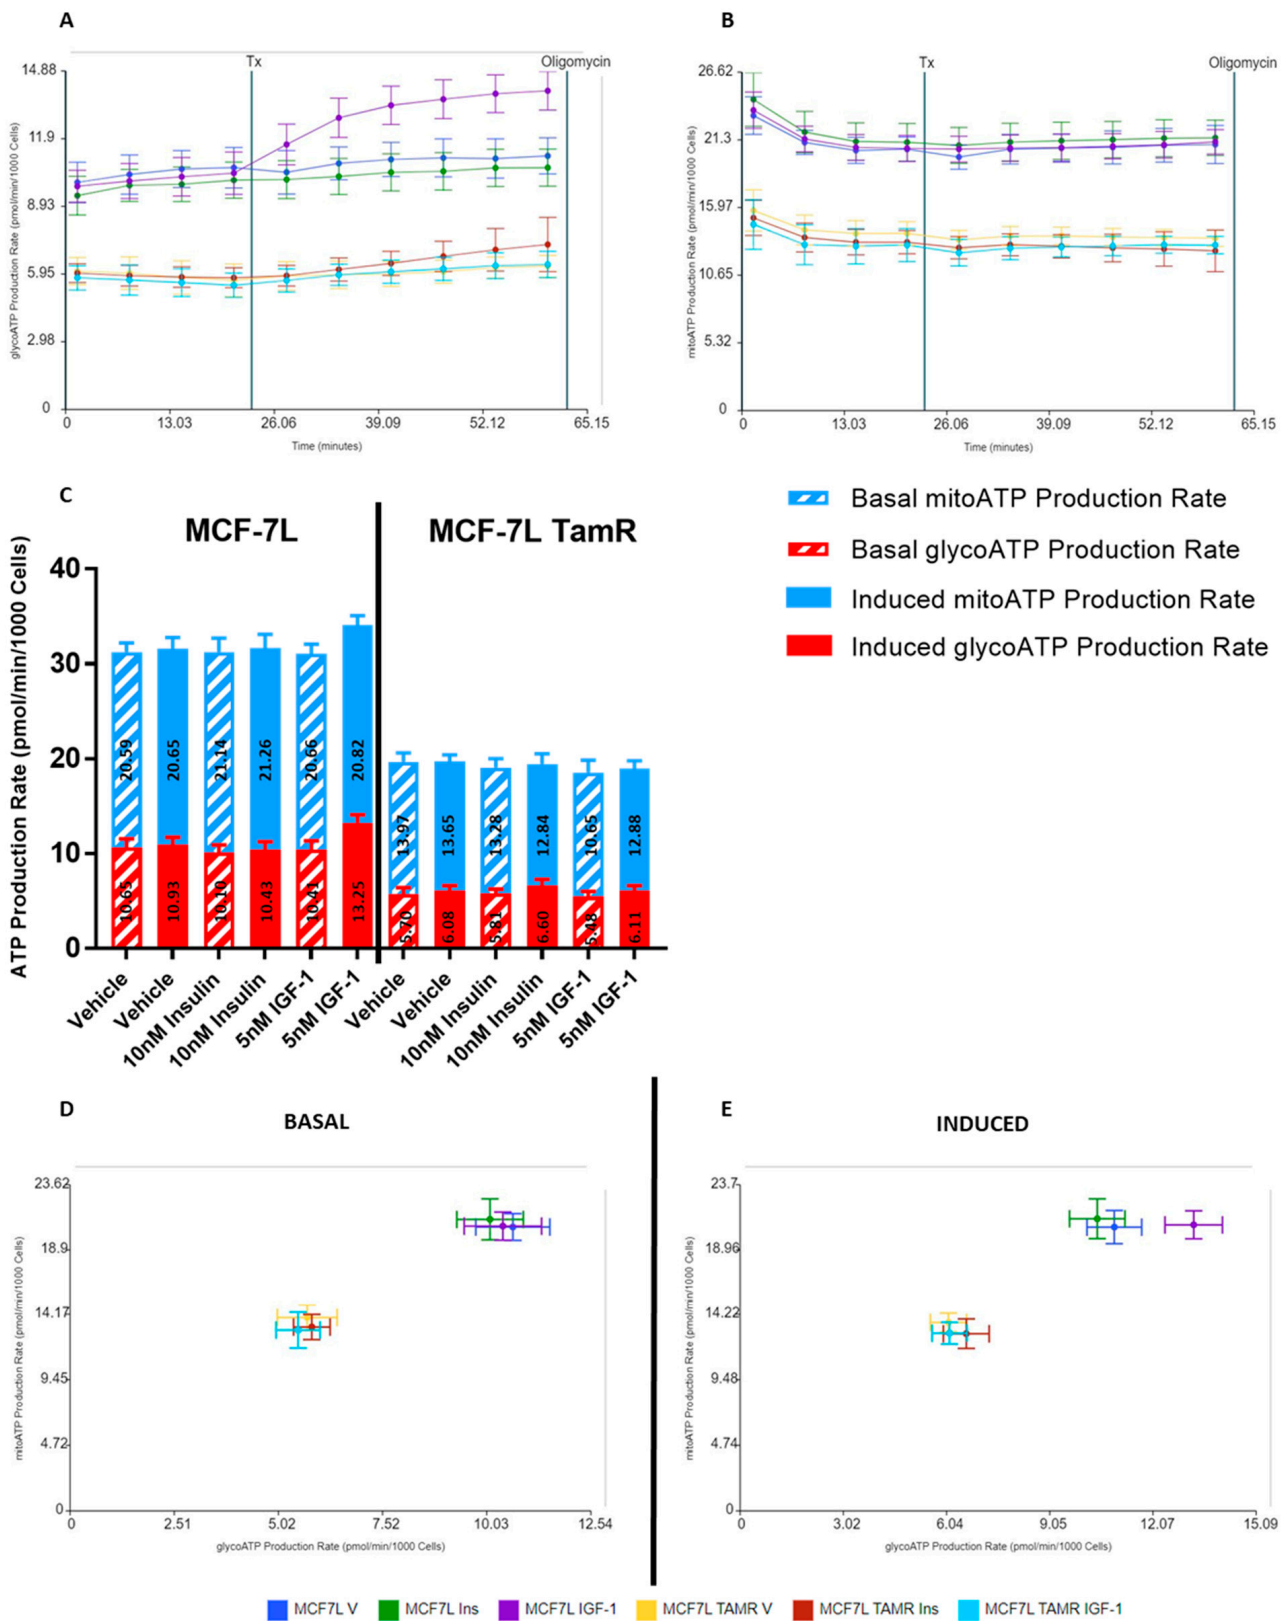 A
B
Tx
Oligomycin
14.88
11.9
8.93
5.95
2.98
0
glycoATP Production Rate (pmol/min/1000 Cells)
0 13.03 26.06 39.09 52.12 65.15
Time (minutes)
Tx
Oligomycin
26.62
21.3
15.97
10.65
5.32
0
mitoATP Production Rate (pmol/min/1000 Cells)
0 13.03 26.06 39.09 52.12 65.15
Time (minutes)
C
MCF-7L
MCF-7L TamR
ATP Production Rate (pmol/min/1000 Cells)
40
30
20
10
0
20.59 20.65 21.14 21.26 20.66 20.82 13.97 13.65 13.28 12.84 10.65 12.88
10.65 10.93 10.10 10.43 10.41 13.25 5.70 6.08 5.81 6.60 5.48 6.11
Vehicle Vehicle 10nM Insulin 10nM Insulin 5nM IGF-1 5nM IGF-1 Vehicle Vehicle 10nM Insulin 10nM Insulin 5nM IGF-1 5nM IGF-1
Basal mitoATP Production Rate
Basal glycoATP Production Rate
Induced mitoATP Production Rate
Induced glycoATP Production Rate
D
BASAL
23.62
18.9
14.17
9.45
4.72
0
mitoATP Production Rate (pmol/min/1000 Cells)
0 2.51 5.02 7.52 10.03 12.54
glycoATP Production Rate (pmol/min/1000 Cells)
E
INDUCED
23.7
18.96
14.22
9.48
4.74
0
mitoATP Production Rate (pmol/min/1000 Cells)
0 3.02 6.04 9.05 12.07 15.09
glycoATP Production Rate (pmol/min/1000 Cells)
MCF7L V MCF7L Ins MCF7L IGF-1 MCF7L TAMR V MCF7L TAMR Ins MCF7L TAMR IGF-1